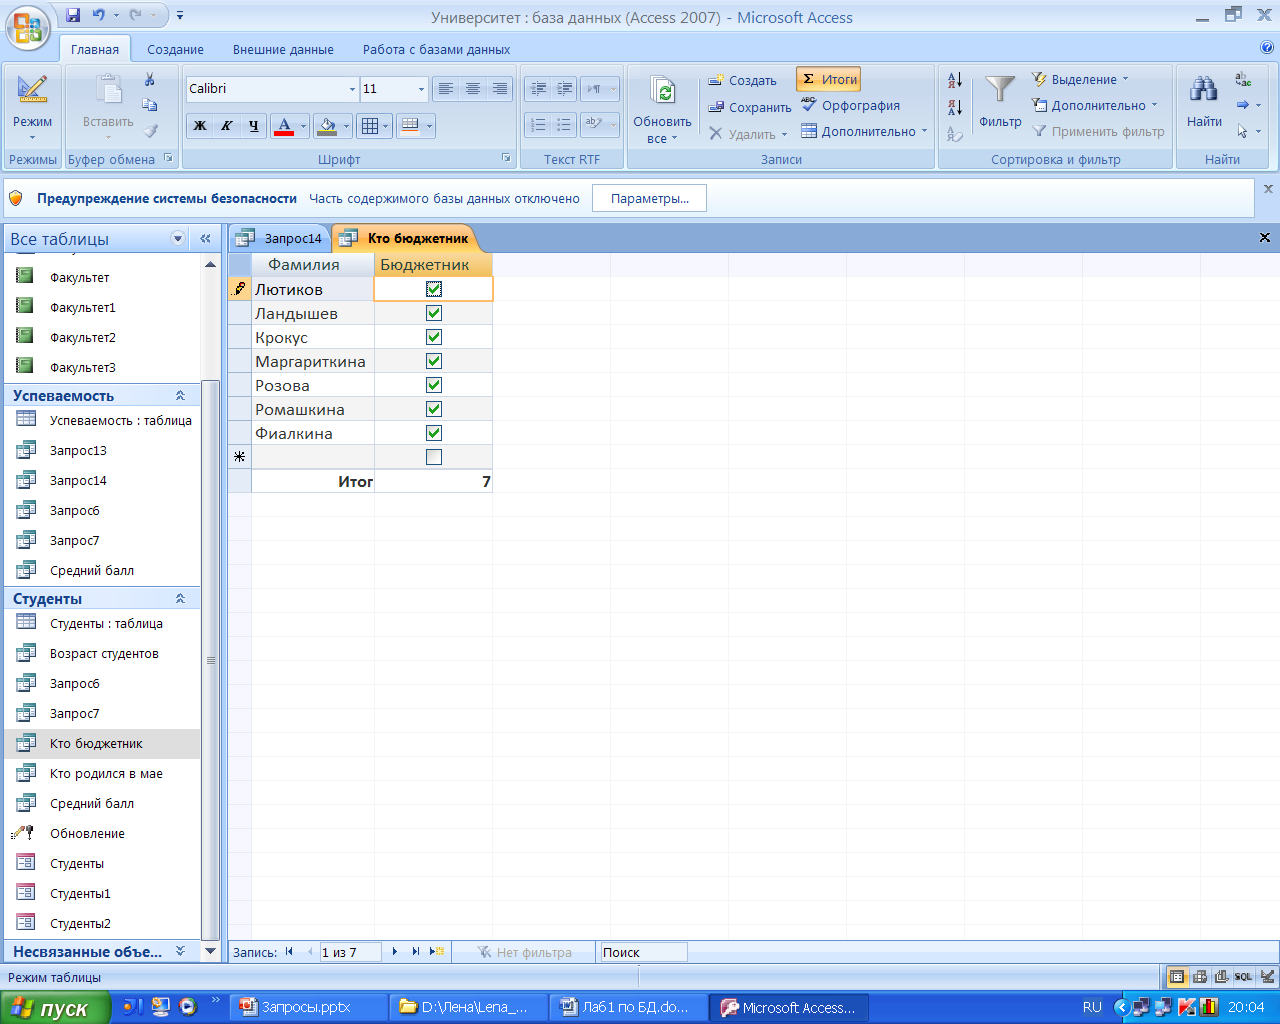 Университет : база данных (Access 2007) - Microsoft Access
Главная Создание Внешние данные Работа с базами данных
Режим
Режимы
Вставить
Буфер обмена
Calibri 11
Ж К Ч А
Шрифт
Текст RTF
Обновить все
Создать
Сохранить
Удалить
Σ Итоги
Орфография
Дополнительно
Записи
Фильтр
Выделение
Дополнительно
Применить фильтр
Сортировка и фильтр
Найти
Найти
Предупреждение системы безопасности Часть содержимого базы данных отключено Параметры...
Все таблицы
Факультет
Факультет1
Факультет2
Факультет3
Успеваемость
Успеваемость : таблица
Запрос13
Запрос14
Запрос6
Запрос7
Средний балл
Студенты
Студенты : таблица
Возраст студентов
Запрос6
Запрос7
Кто бюджетник
Кто родился в мае
Средний балл
Обновление
Студенты
Студенты1
Студенты2
Несвязанные объе...
Запрос14 Кто бюджетник
Фамилия Бюджетник
Лютиков
Ландышев
Крокус
Маргариткина
Розова
Ромашкина
Фиалкина
Итог 7
Запись: 1 из 7 Нет фильтра Поиск
Режим таблицы SQL
пуск Запросы.pptx D:\Лена\Lena_... Лаб1 по БД.do... Microsoft Access... RU 20:04